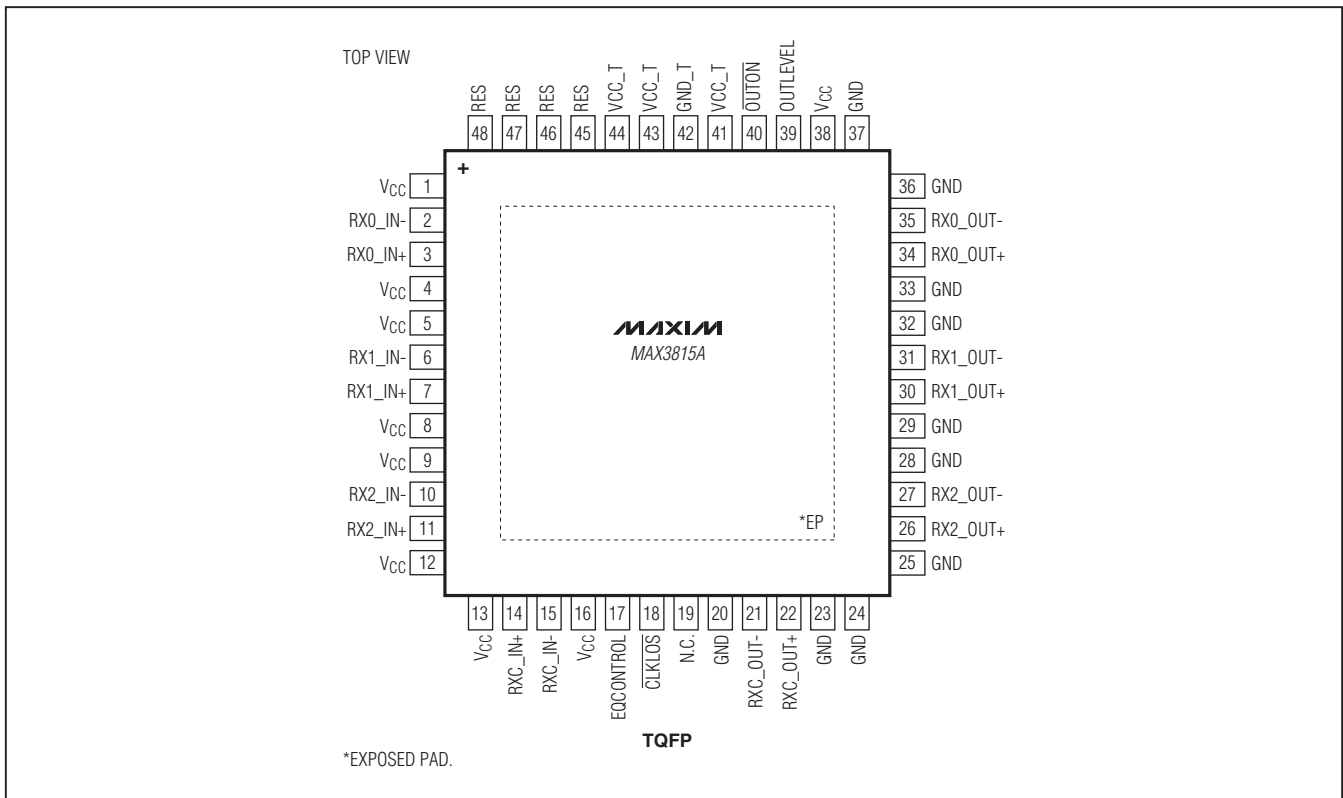 TOP VIEW
RES RES RES RES VCC_T VCC_T GND_T VCC_T OUTON OUTLEVEL VCC GND
48 47 46 45 44 43 42 41 40 39 38 37
+
VCC 1
RX0_IN- 2
RX0_IN+ 3
VCC 4
VCC 5
RX1_IN- 6
RX1_IN+ 7
VCC 8
VCC 9
RX2_IN- 10
RX2_IN+ 11
VCC 12
MAXIM
MAX3815A
*EP
36 GND
35 RX0_OUT-
34 RX0_OUT+
33 GND
32 GND
31 RX1_OUT-
30 RX1_OUT+
29 GND
28 GND
27 RX2_OUT-
26 RX2_OUT+
25 GND
13 14 15 16 17 18 19 20 21 22 23 24
VCC RXC_IN+ RXC_IN- VCC EQCONTROL CLKLOS N.C. GND RXC_OUT- RXC_OUT+ GND GND
TQFP
*EXPOSED PAD.